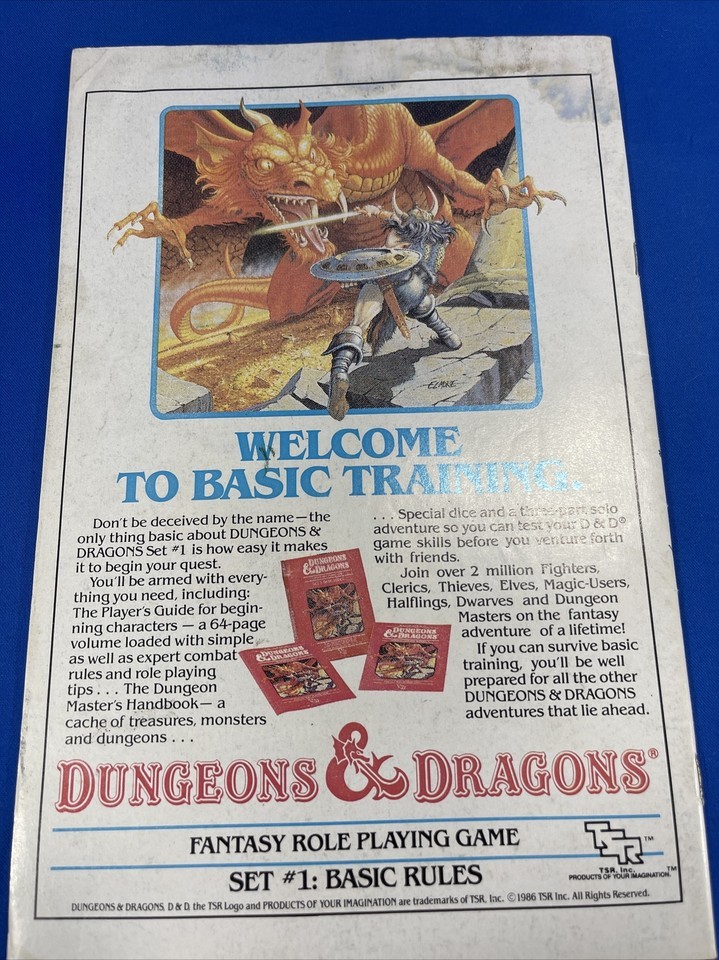 ELMORE
WELCOME
TO BASIC TRAINING.
Don't be deceived by the name—the
only thing basic about DUNGEONS &
DRAGONS Set #1 is how easy it makes
it to begin your quest.
You'll be armed with every-
thing you need, including:
The Player's Guide for begin-
ning characters — a 64-page
volume loaded with simple
as well as expert combat
rules and role playing
tips . . . The Dungeon
Master's Handbook— a
cache of treasures, monsters
and dungeons . . .
. . . Special dice and a three-part solo
adventure so you can test your D & D®
game skills before you venture forth
with friends.
Join over 2 million Fighters,
Clerics, Thieves, Elves, Magic-Users,
Halflings, Dwarves and Dungeon
Masters on the fantasy
adventure of a lifetime!
If you can survive basic
training, you'll be well
prepared for all the other
DUNGEONS & DRAGONS
adventures that lie ahead.
DUNGEONS
& DRAGONS
DUNGEONS
& DRAGONS
DUNGEONS
& DRAGONS
DUNGEONS & DRAGONS®
FANTASY ROLE PLAYING GAME
SET #1: BASIC RULES
TSR™
TSR, Inc.
PRODUCTS OF YOUR IMAGINATION.™
DUNGEONS & DRAGONS, D & D, the TSR Logo and PRODUCTS OF YOUR IMAGINATION are trademarks of TSR, Inc. ©1986 TSR Inc. All Rights Reserved.